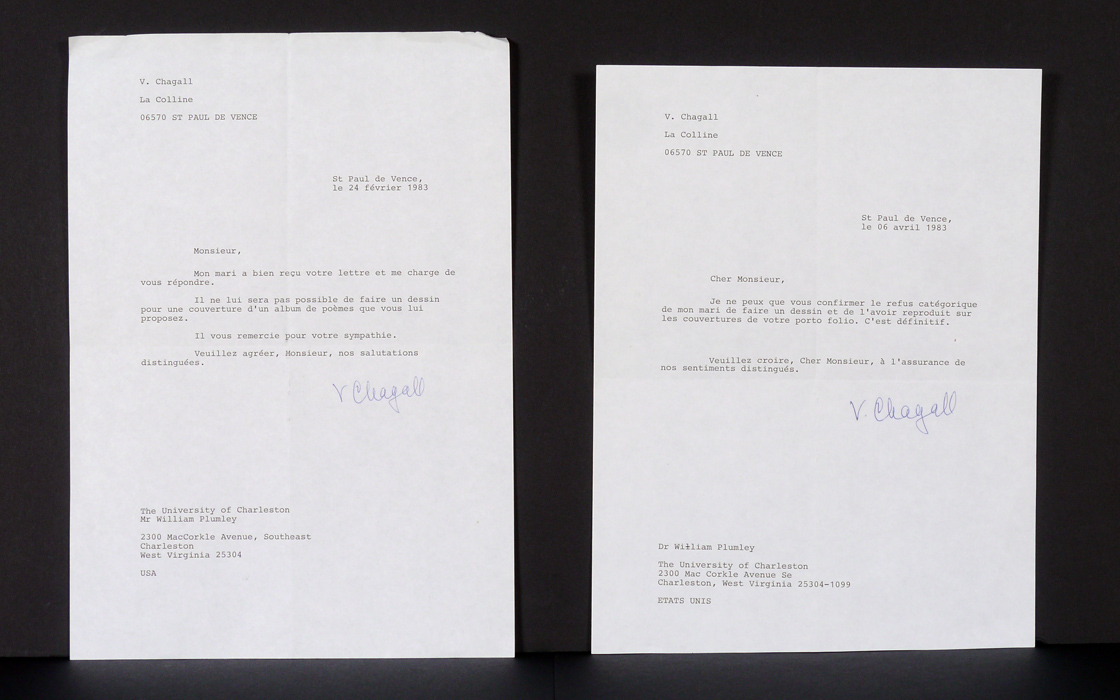 V. Chagall
La Colline
06570 ST PAUL DE VENCE
St Paul de Vence,
le 24 février 1983
Monsieur,
Mon mari a bien reçu votre lettre et me charge de
vous répondre.
Il ne lui sera pas possible de faire un dessin
pour une couverture d'un album de poèmes que vous lui
proposez.
Il vous remercie pour votre sympathie.
Veuillez agréer, Monsieur, nos salutations
distinguées.
V Chagall
The University of Charleston
Mr William Plumley
2300 MacCorkle Avenue, Southeast
Charleston
West Virginia 25304
USA
V. Chagall
La Colline
06570 ST PAUL DE VENCE
St Paul de Vence,
le 06 avril 1983
Cher Monsieur,
Je ne peux que vous confirmer le refus catégorique
de mon mari de faire un dessin et de l'avoir reproduit sur
les couvertures de votre porto folio. C'est définitif.
Veuillez croire, Cher Monsieur, à l'assurance de
nos sentiments distingués.
V. Chagall
Dr William Plumley
The University of Charleston
2300 Mac Corkle Avenue Se
Charleston, West Virginia 25304-1099
ETATS UNIS